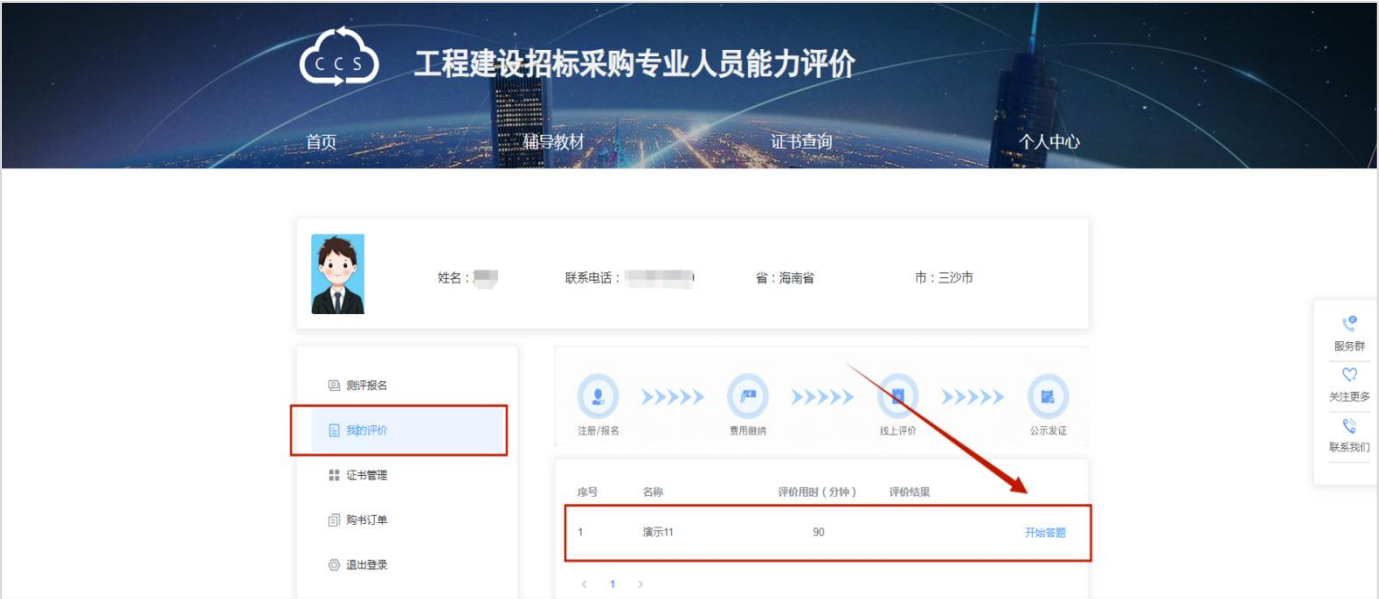 CCS
工程建设招标采购专业人员能力评价
首页 辅导教材 证书查询 个人中心
姓名： 联系电话： 省：海南省 市：三沙市
服务群
关注更多
联系我们
测评报名
我的评价
证书管理
购书订单
退出登录
注册/报名 费用缴纳 线上评价 公示发证
序号 名称 评价用时（分钟） 评价结果
1 演示11 90 开始答题
< 1 >